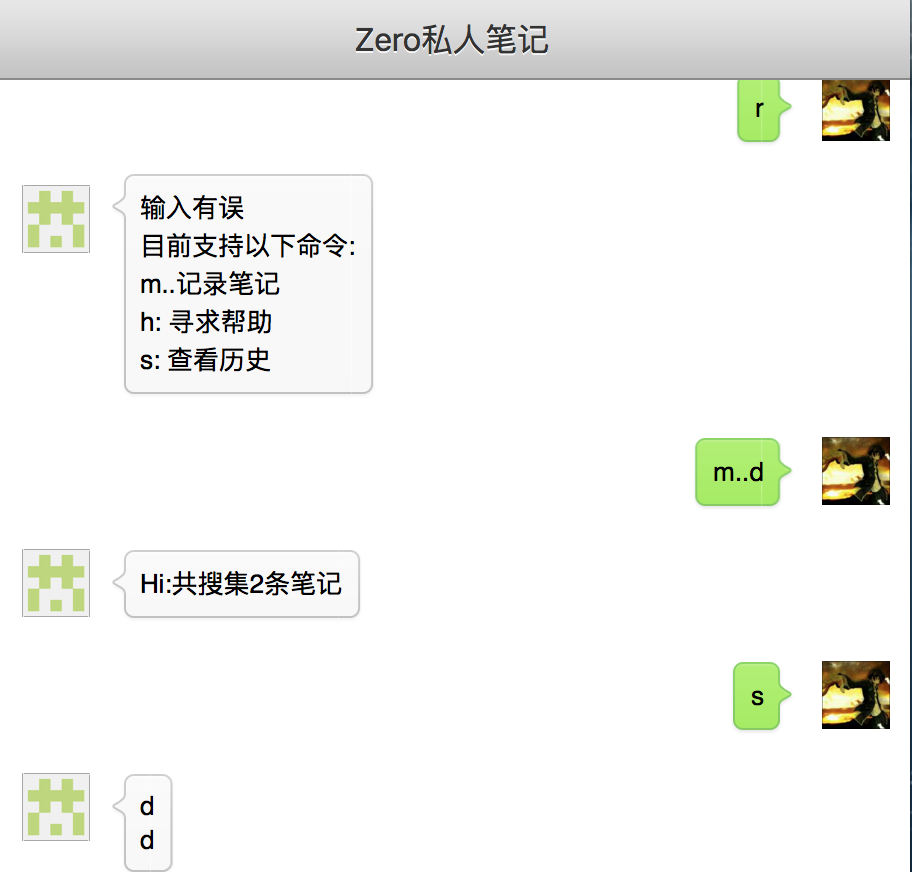 Zero私人笔记
r
输入有误
目前支持以下命令:
m..记录笔记
h: 寻求帮助
s: 查看历史
m..d
Hi:共搜集2条笔记
s
d
d